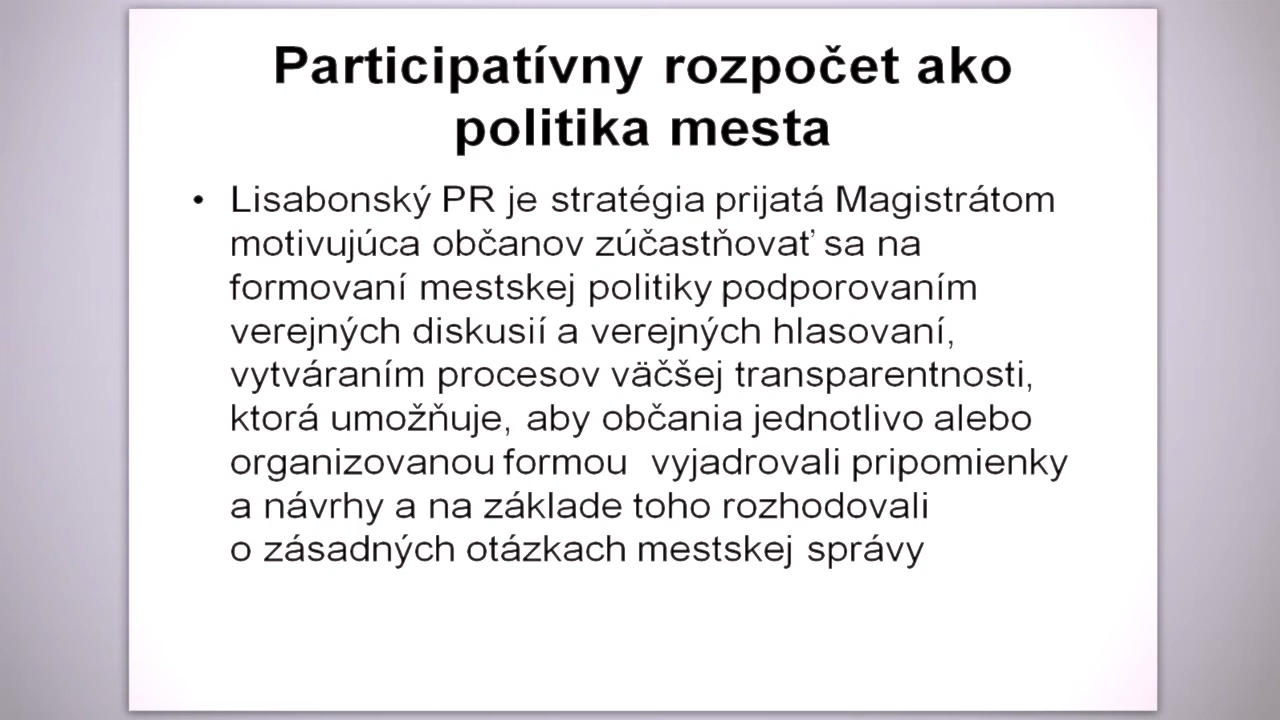 Participatívny rozpočet ako
politika mesta
• Lisabonský PR je stratégia prijatá Magistrátom
motivujúca občanov zúčastňovať sa na
formovaní mestskej politiky podporovaním
verejných diskusií a verejných hlasovaní,
vytváraním procesov väčšej transparentnosti,
ktorá umožňuje, aby občania jednotlivo alebo
organizovanou formou vyjadrovali pripomienky
a návrhy a na základe toho rozhodovali
o zásadných otázkach mestskej správy